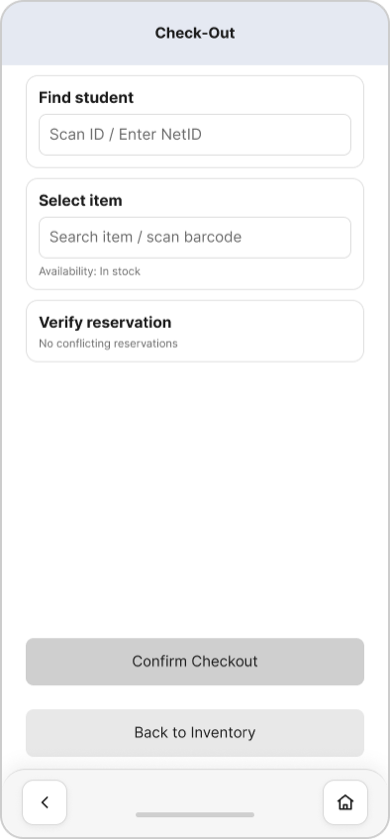 Check-Out
Find student
Scan ID / Enter NetID
Select item
Search item / scan barcode
Availability: In stock
Verify reservation
No conflicting reservations
Confirm Checkout
Back to Inventory